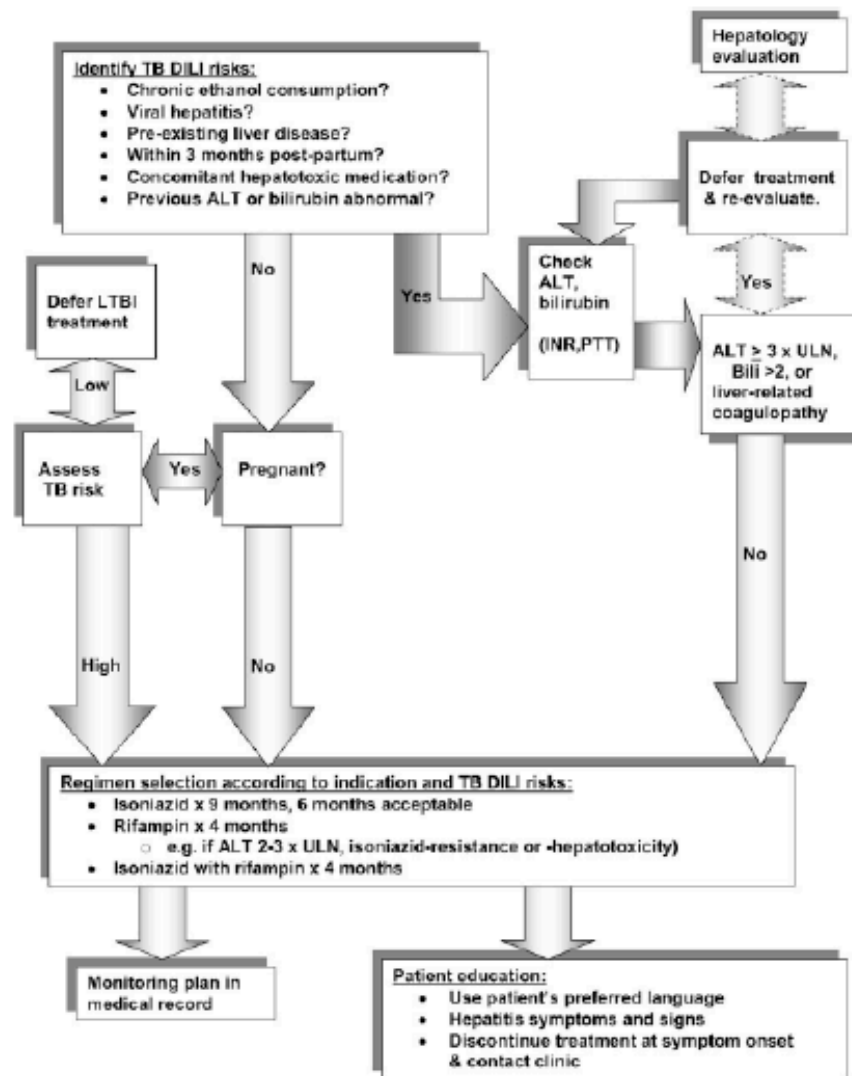 Identify TB DILI risks:
• Chronic ethanol consumption?
• Viral hepatitis?
• Pre-existing liver disease?
• Within 3 months post-partum?
• Concomitant hepatotoxic medication?
• Previous ALT or bilirubin abnormal?
Hepatology
evaluation
Defer treatment
& re-evaluate.
No
Yes
Check
ALT,
bilirubin
(INR,PTT)
Yes
ALT ≥ 3 x ULN,
Bili >2, or
liver-related
coagulopathy
Defer LTBI
treatment
Low
Assess
TB risk
Yes
Pregnant?
High
No
No
Regimen selection according to indication and TB DILI risks:
• Isoniazid x 9 months, 6 months acceptable
• Rifampin x 4 months
○ e.g. if ALT 2-3 x ULN, isoniazid-resistance or -hepatotoxicity)
• Isoniazid with rifampin x 4 months
Monitoring plan in
medical record
Patient education:
• Use patient's preferred language
• Hepatitis symptoms and signs
• Discontinue treatment at symptom onset
& contact clinic